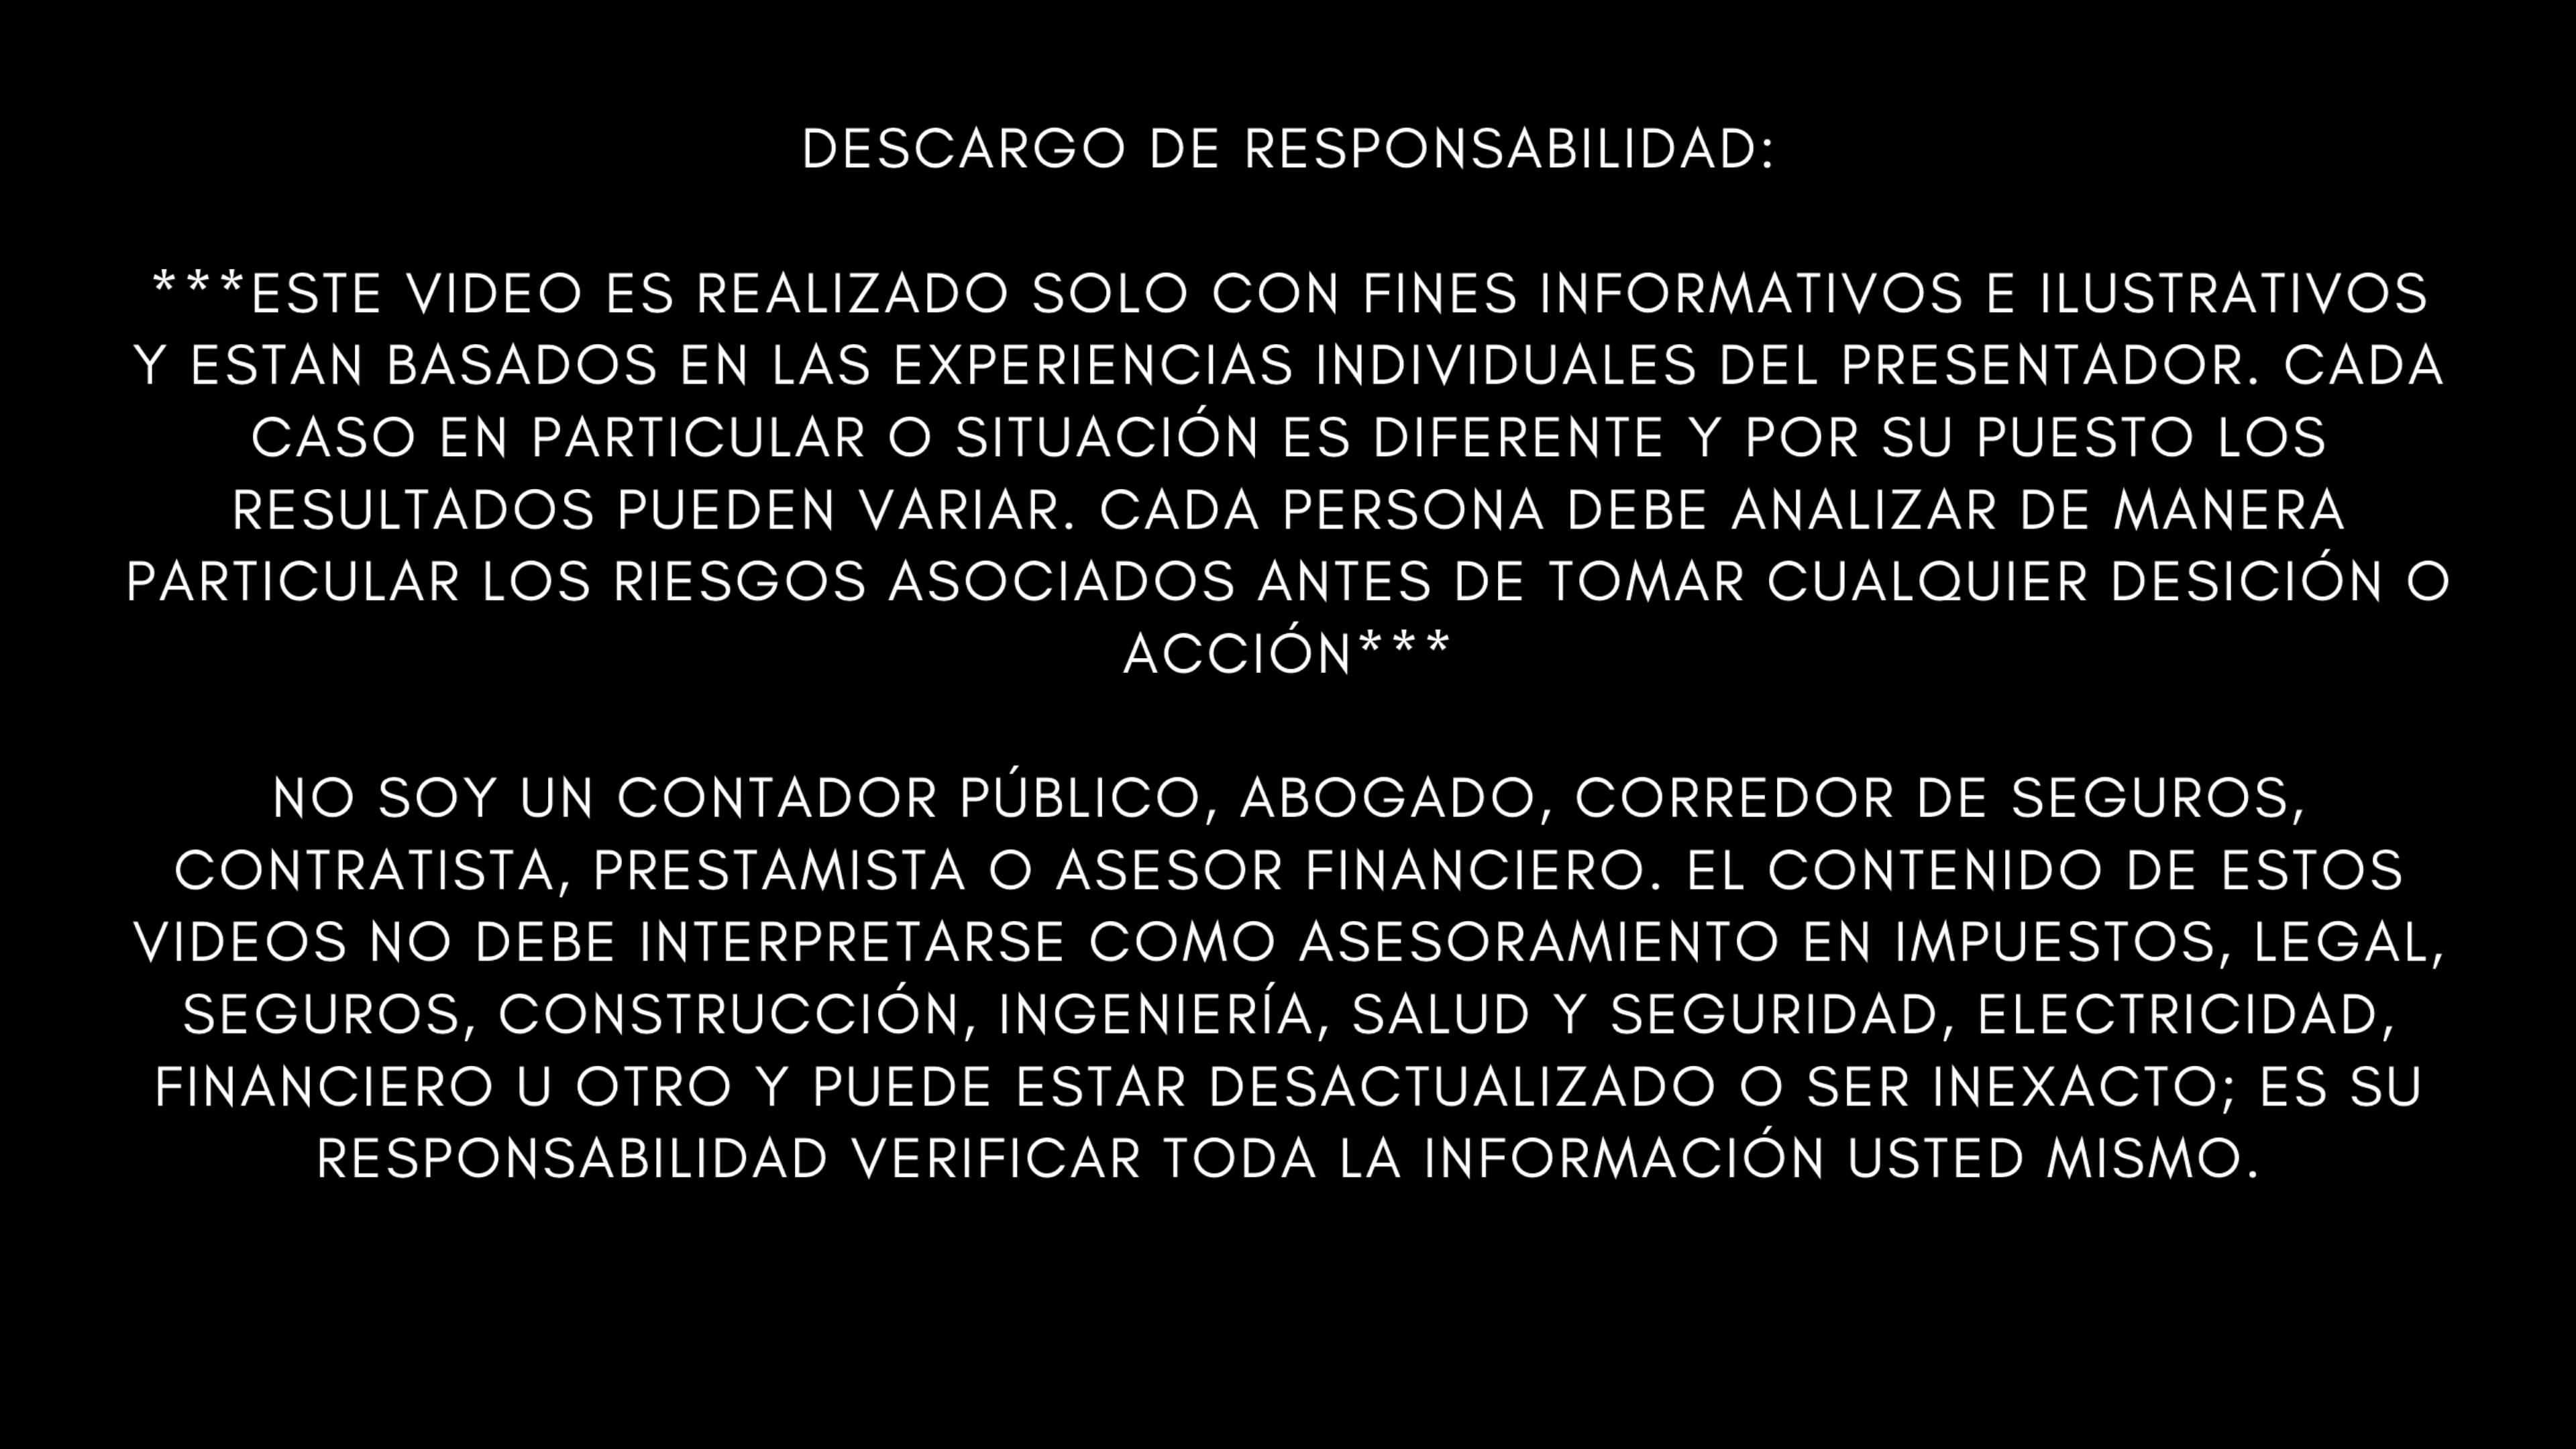 DESCARGO DE RESPONSABILIDAD:
***ESTE VIDEO ES REALIZADO SOLO CON FINES INFORMATIVOS E ILUSTRATIVOS
Y ESTAN BASADOS EN LAS EXPERIENCIAS INDIVIDUALES DEL PRESENTADOR. CADA
CASO EN PARTICULAR O SITUACIÓN ES DIFERENTE Y POR SU PUESTO LOS
RESULTADOS PUEDEN VARIAR. CADA PERSONA DEBE ANALIZAR DE MANERA
PARTICULAR LOS RIESGOS ASOCIADOS ANTES DE TOMAR CUALQUIER DESICIÓN O
ACCIÓN***
NO SOY UN CONTADOR PÚBLICO, ABOGADO, CORREDOR DE SEGUROS,
CONTRATISTA, PRESTAMISTA O ASESOR FINANCIERO. EL CONTENIDO DE ESTOS
VIDEOS NO DEBE INTERPRETARSE COMO ASESORAMIENTO EN IMPUESTOS, LEGAL,
SEGUROS, CONSTRUCCIÓN, INGENIERÍA, SALUD Y SEGURIDAD, ELECTRICIDAD,
FINANCIERO U OTRO Y PUEDE ESTAR DESACTUALIZADO O SER INEXACTO; ES SU
RESPONSABILIDAD VERIFICAR TODA LA INFORMACIÓN USTED MISMO.